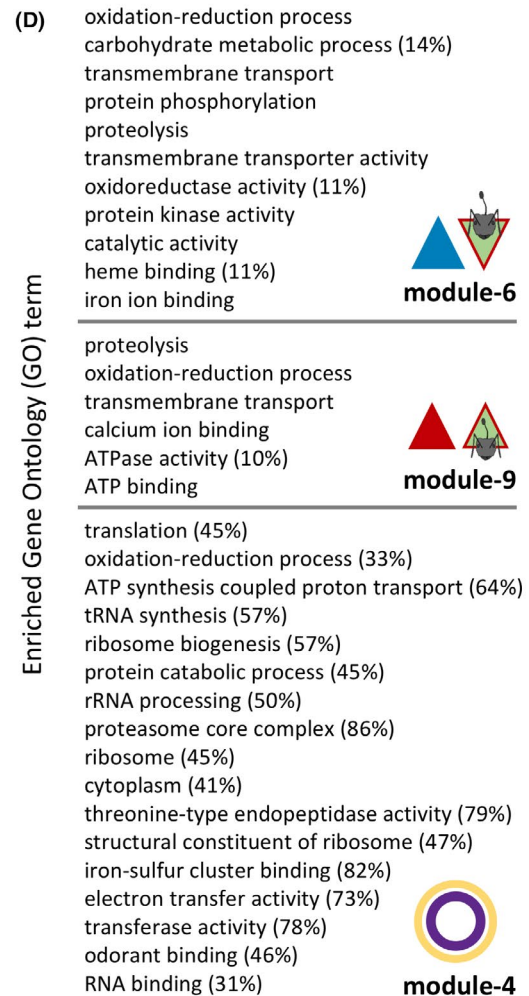 (D)
Enriched Gene Ontology (GO) term
oxidation-reduction process
carbohydrate metabolic process (14%)
transmembrane transport
protein phosphorylation
proteolysis
transmembrane transporter activity
oxidoreductase activity (11%)
protein kinase activity
catalytic activity
heme binding (11%)
iron ion binding
module-6
proteolysis
oxidation-reduction process
transmembrane transport
calcium ion binding
ATPase activity (10%)
ATP binding
module-9
translation (45%)
oxidation-reduction process (33%)
ATP synthesis coupled proton transport (64%)
tRNA synthesis (57%)
ribosome biogenesis (57%)
protein catabolic process (45%)
rRNA processing (50%)
proteasome core complex (86%)
ribosome (45%)
cytoplasm (41%)
threonine-type endopeptidase activity (79%)
structural constituent of ribosome (47%)
iron-sulfur cluster binding (82%)
electron transfer activity (73%)
transferase activity (78%)
odorant binding (46%)
RNA binding (31%)
module-4